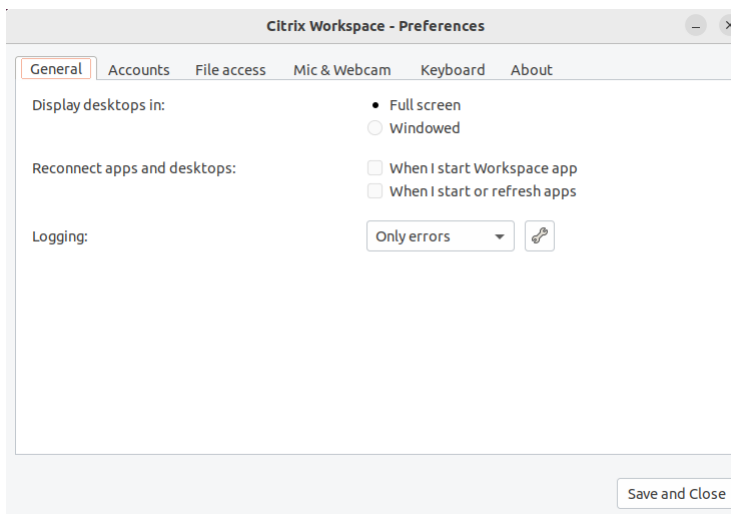 Citrix Workspace - Preferences
General Accounts File access Mic & Webcam Keyboard About
Display desktops in: Full screen
Windowed
Reconnect apps and desktops: When I start Workspace app
When I start or refresh apps
Logging: Only errors
Save and Close